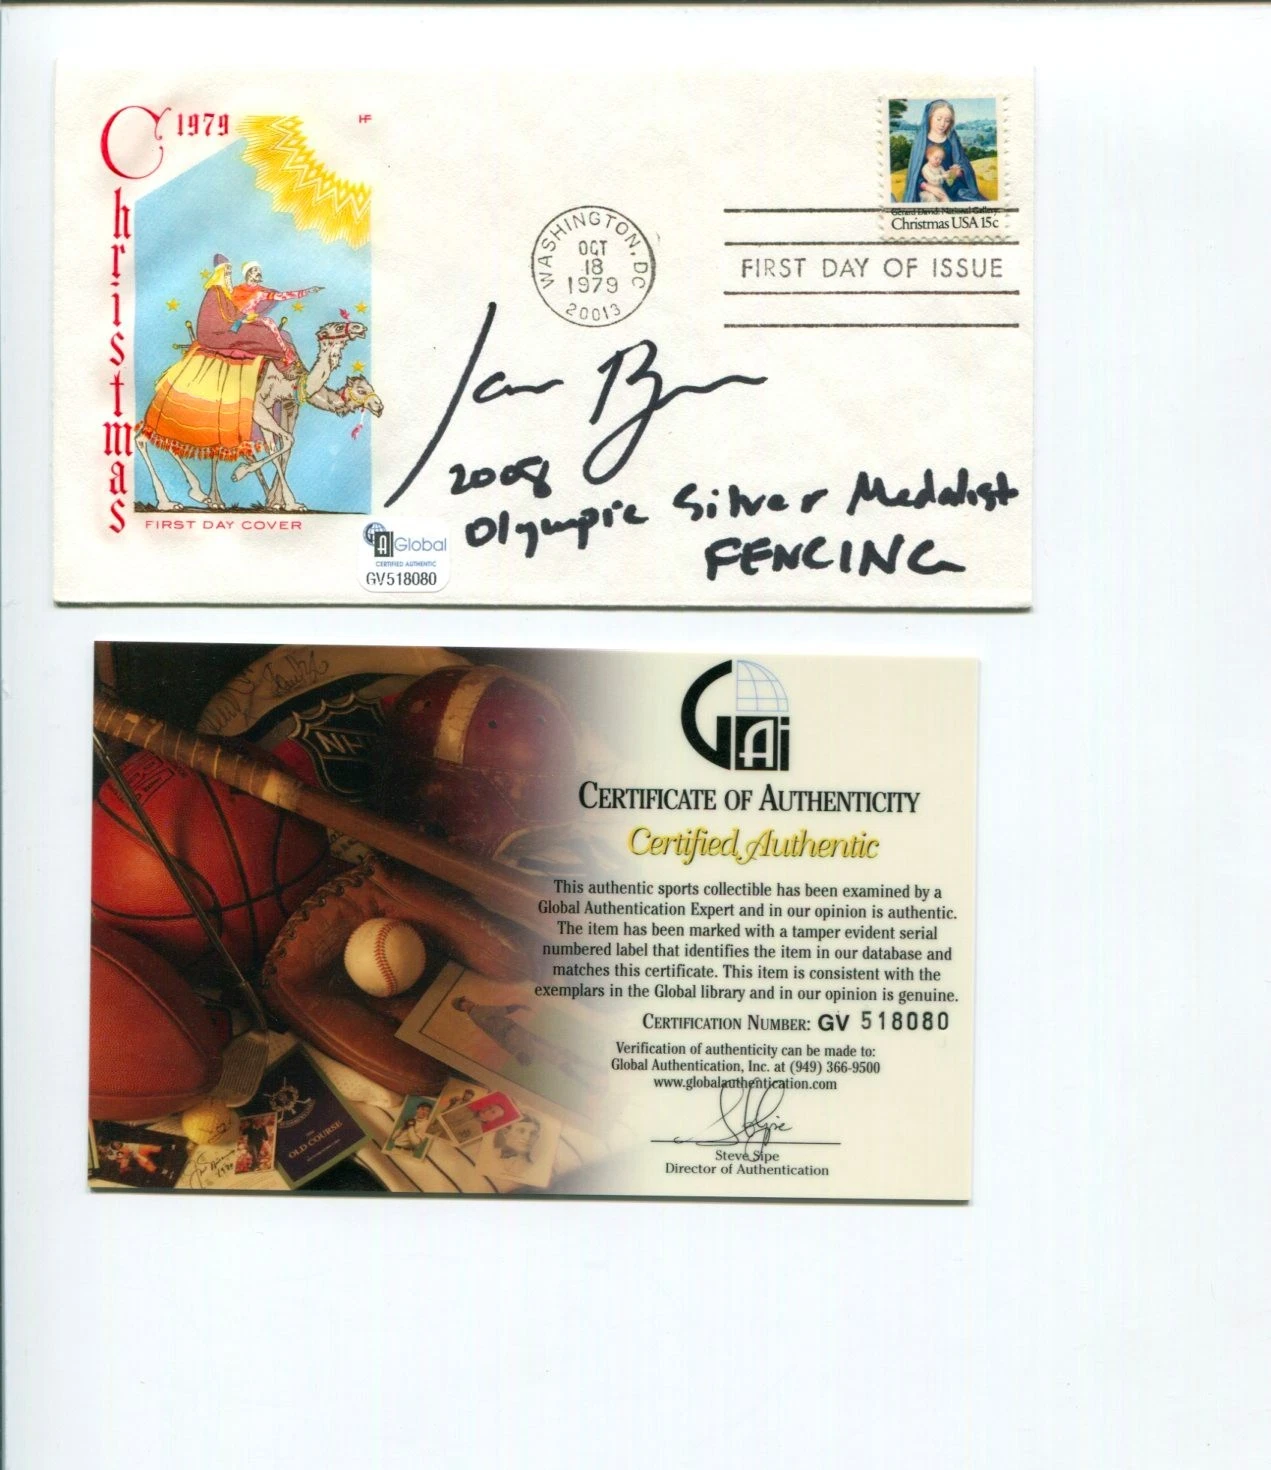 1979
Christmas
HF
FIRST DAY COVER
WASHINGTON, DC
OCT
18
1979
20013
Gerard David: National Gallery
Christmas USA 15c
FIRST DAY OF ISSUE
2008
Olympic Silver Medalist
FENCING
GAi Global
CERTIFIED AUTHENTIC
GV518080
NH
OLD COURSE
GAi
CERTIFICATE OF AUTHENTICITY
Certified Authentic
This authentic sports collectible has been examined by a
Global Authentication Expert and in our opinion is authentic.
The item has been marked with a tamper evident serial
numbered label that identifies the item in our database and
matches this certificate. This item is consistent with the
exemplars in the Global library and in our opinion is genuine.
CERTIFICATION NUMBER: GV 518080
Verification of authenticity can be made to:
Global Authentication, Inc. at (949) 366-9500
www.globalauthentication.com
Steve Sipe
Director of Authentication